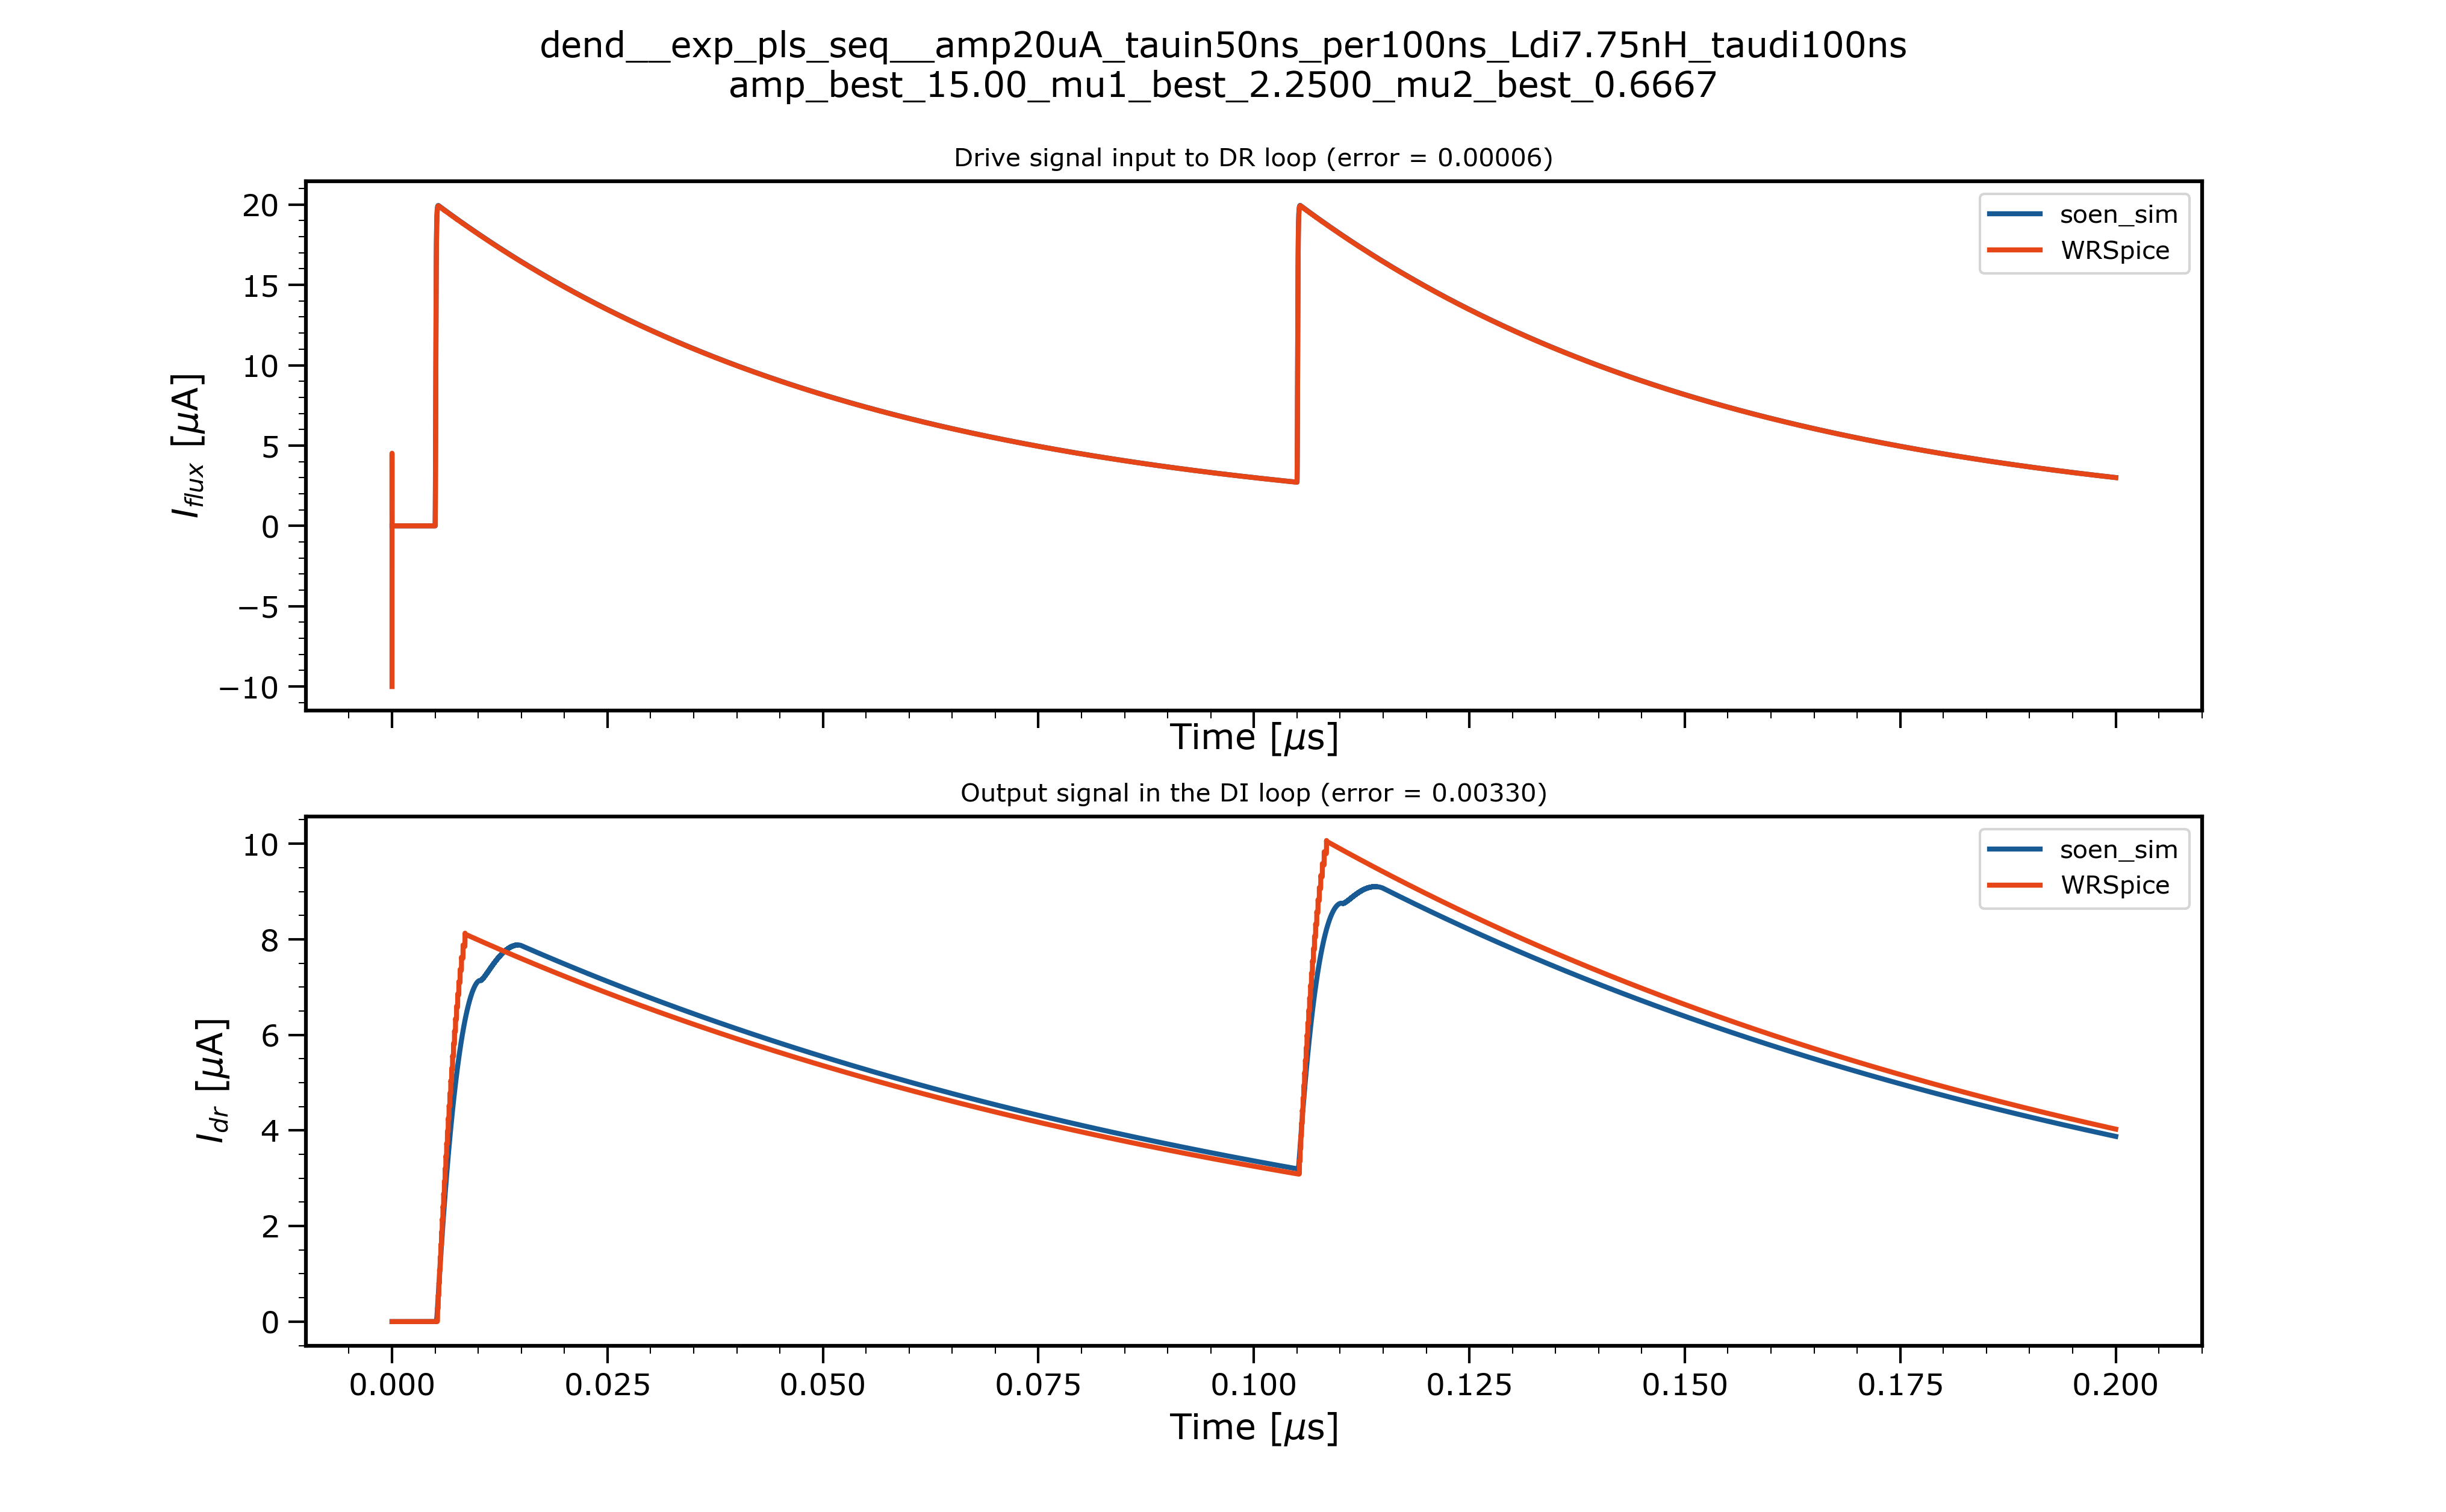 dend__exp_pls_seq__amp20uA_tauin50ns_per100ns_Ldi7.75nH_taudi100ns
amp_best_15.00_mu1_best_2.2500_mu2_best_0.6667
Drive signal input to DR loop (error = 0.00006)
soen_sim
WRSpice
20
15
10
5
0
−5
−10
I_flux [μA]
Time [μs]
Output signal in the DI loop (error = 0.00330)
soen_sim
WRSpice
10
8
6
4
2
0
I_dr [μA]
0.000 0.025 0.050 0.075 0.100 0.125 0.150 0.175 0.200
Time [μs]